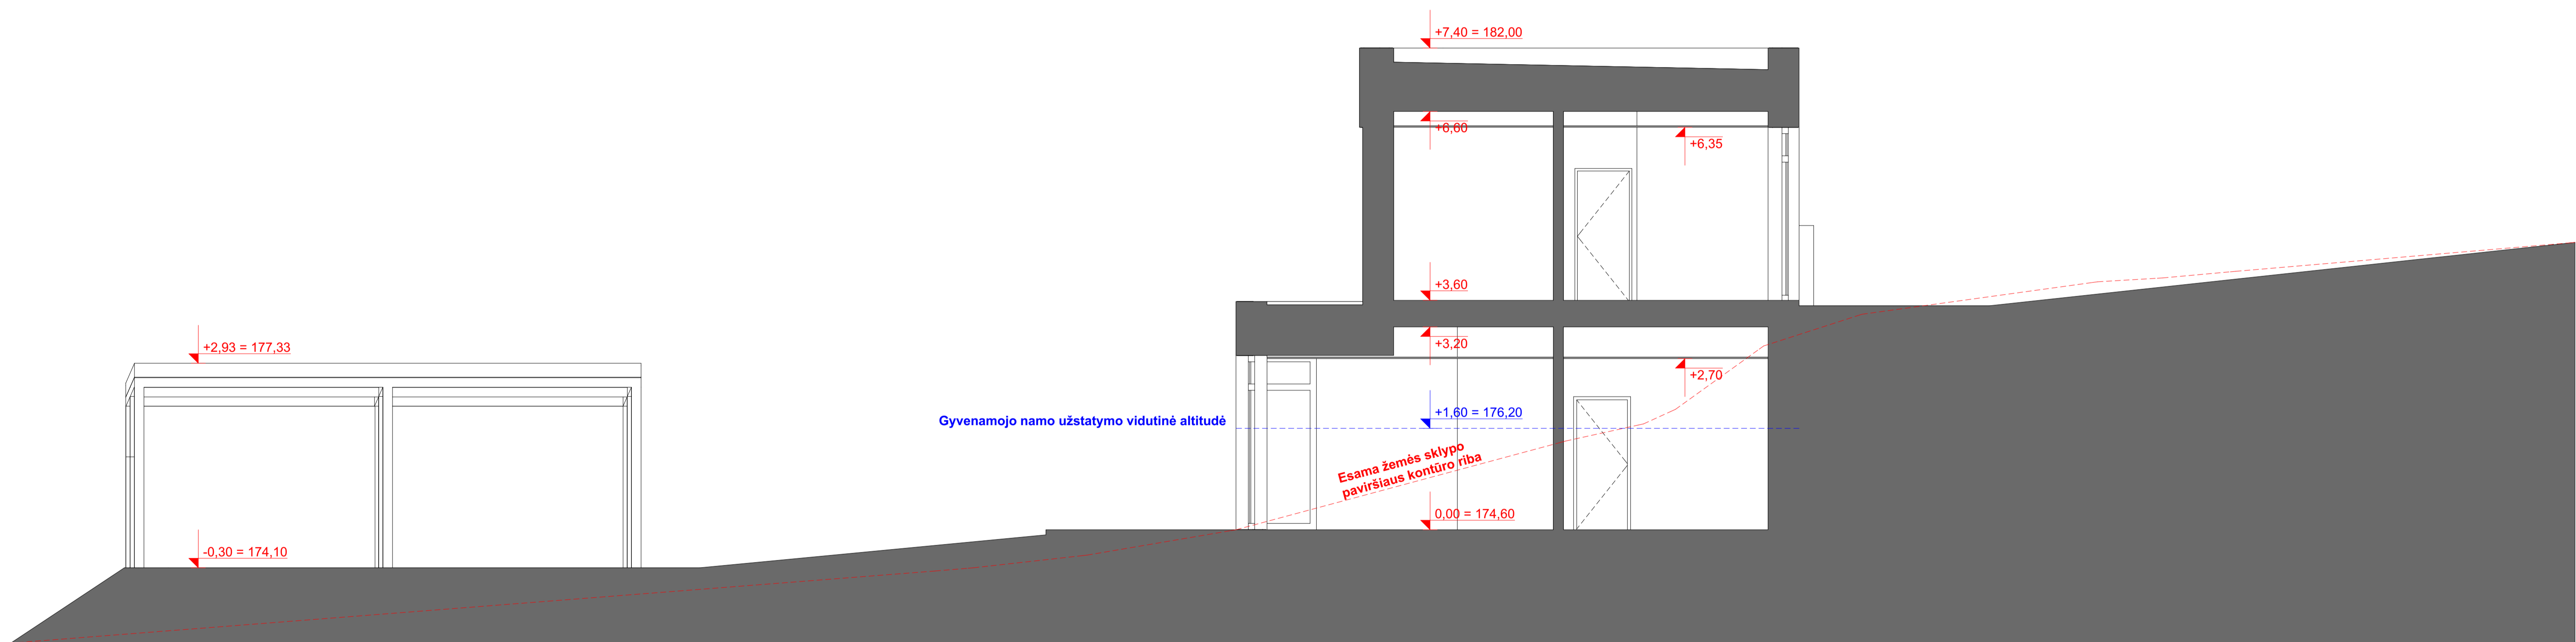 +7,40 = 182,00
+6,60
+6,35
+3,60
+2,93 = 177,33
+3,20
+2,70
Gyvenamojo namo užstatymo vidutinė altitudė
+1,60 = 176,20
Esama žemės sklypo
paviršiaus kontūro riba
0,00 = 174,60
-0,30 = 174,10